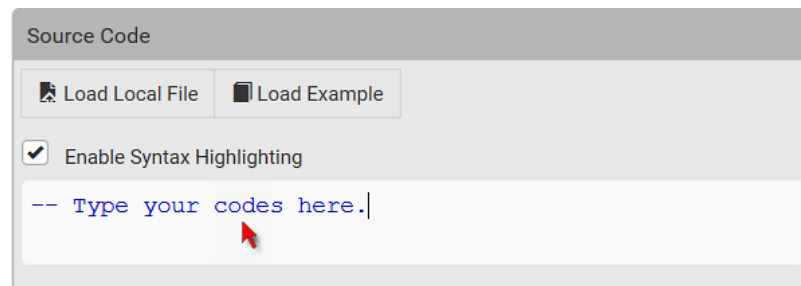 Source Code
Load Local File Load Example
Enable Syntax Highlighting
-- Type your codes here.